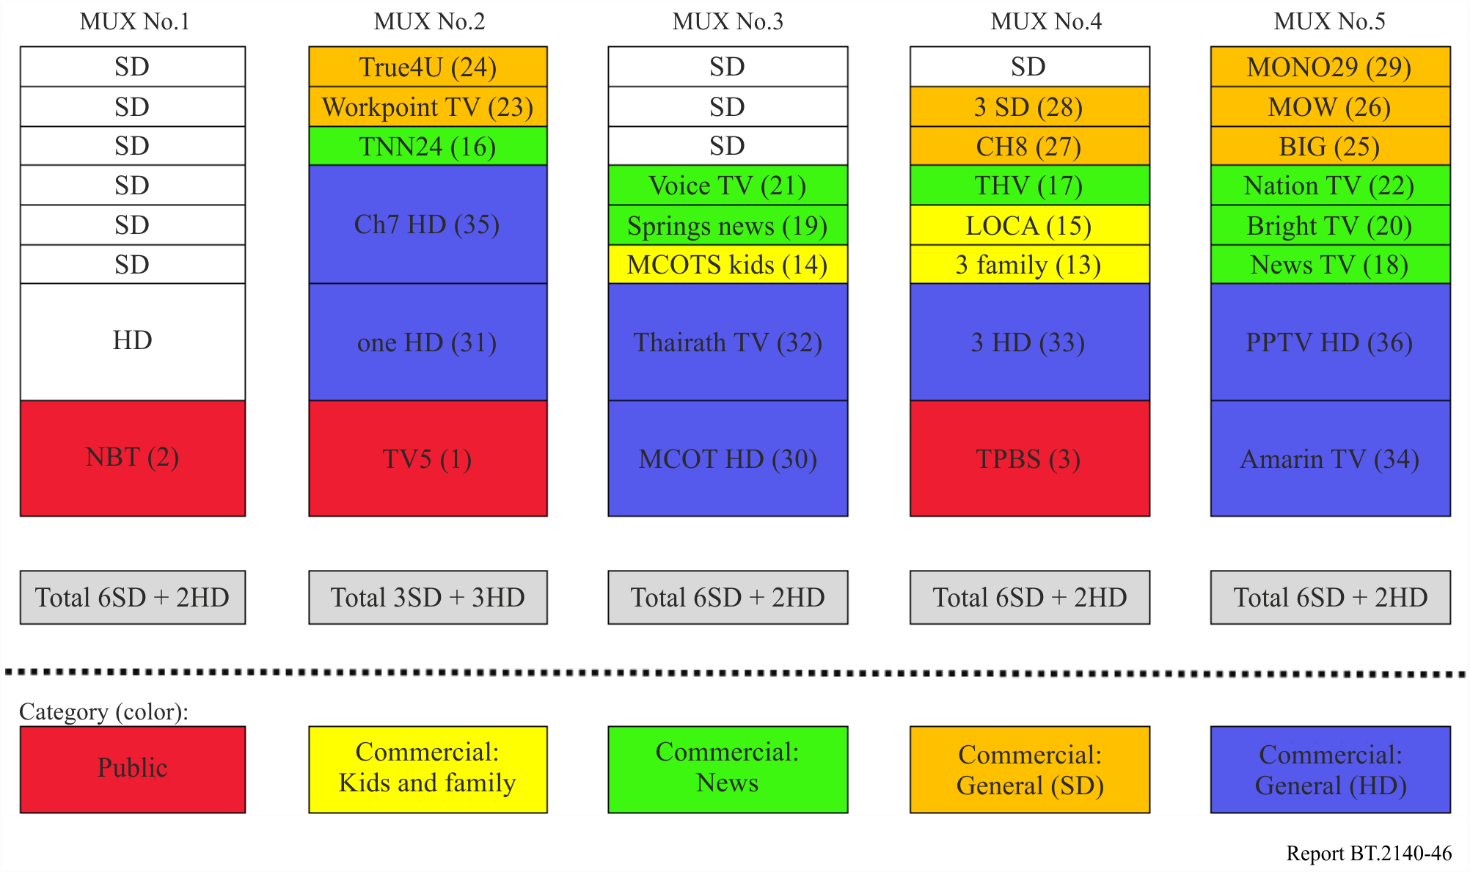 MUX No.1
MUX No.2
MUX No.3
MUX No.4
MUX No.5
SD
True4U (24)
SD
SD
MONO29 (29)
SD
Workpoint TV (23)
SD
3 SD (28)
MOW (26)
SD
TNN24 (16)
SD
CH8 (27)
BIG (25)
SD
Ch7 HD (35)
Voice TV (21)
THV (17)
Nation TV (22)
SD
Springs news (19)
LOCA (15)
Bright TV (20)
SD
MCOTS kids (14)
3 family (13)
News TV (18)
HD
one HD (31)
Thairath TV (32)
3 HD (33)
PPTV HD (36)
NBT (2)
TV5 (1)
MCOT HD (30)
TPBS (3)
Amarin TV (34)
Total 6SD + 2HD
Total 3SD + 3HD
Total 6SD + 2HD
Total 6SD + 2HD
Total 6SD + 2HD
Category (color):
Public
Commercial:
Kids and family
Commercial:
News
Commercial:
General (SD)
Commercial:
General (HD)
Report BT.2140-46